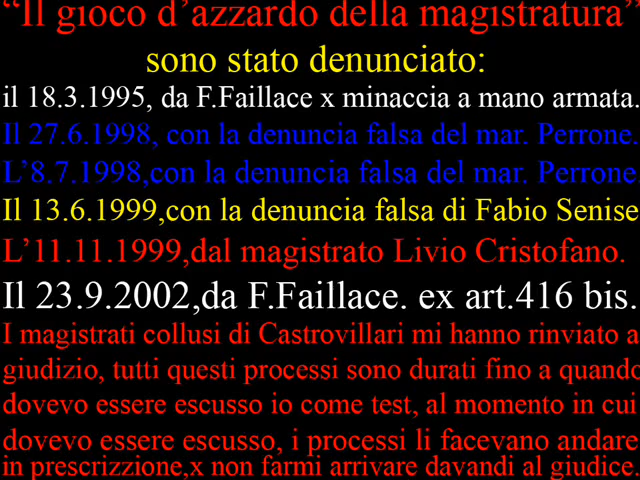 “Il gioco d’azzardo della magistratura”
sono stato denunciato:
il 18.3.1995, da F.Faillace x minaccia a mano armata.
Il 27.6.1998, con la denuncia falsa del mar. Perrone.
L’8.7.1998,con la denuncia falsa del mar. Perrone
Il 13.6.1999,con la denuncia falsa di Fabio Senise
L’11.11.1999,dal magistrato Livio Cristofano.
Il 23.9.2002,da F.Faillace. ex art.416 bis.
I magistrati collusi di Castrovillari mi hanno rinviato a
giudizio, tutti questi processi sono durati fino a quando
dovevo essere escusso io come test, al momento in cui
dovevo essere escusso, i processi li facevano andare
in prescrizzione,x non farmi arrivare davandi al giudice.